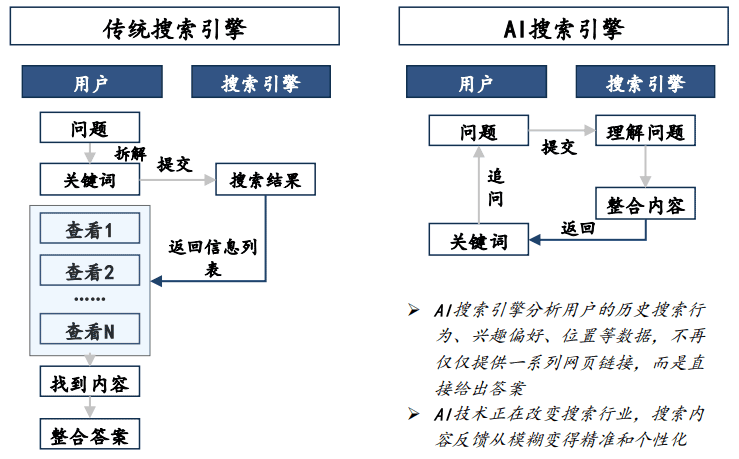 传统搜索引擎
用户
搜索引擎
问题
拆解
关键词
提交
搜索结果
查看1
查看2
……
查看N
返回信息列
表
找到内容
整合答案
AI搜索引擎
用户
搜索引擎
问题
提交
理解问题
整合内容
返回
关键词
追
问
➢ AI搜索引擎分析用户的历史搜索行
为、兴趣偏好、位置等数据，不再
仅仅提供一系列网页链接，而是直
接给出答案
➢ AI技术正在改变搜索行业，搜索内
容反馈从模糊变得精准和个性化